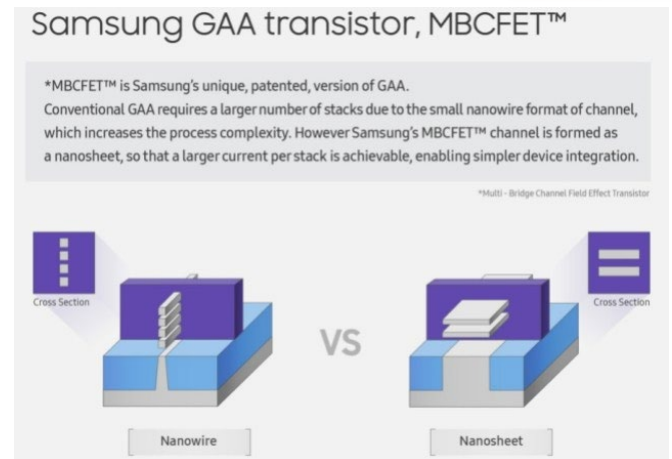 Samsung GAA transistor, MBCFET™
*MBCFET™ is Samsung's unique, patented, version of GAA.
Conventional GAA requires a larger number of stacks due to the small nanowire format of channel,
which increases the process complexity. However Samsung's MBCFET™ channel is formed as
a nanosheet, so that a larger current per stack is achievable, enabling simpler device integration.
*Multi - Bridge Channel Field Effect Transistor
Cross Section
Cross Section
VS
Nanowire
Nanosheet